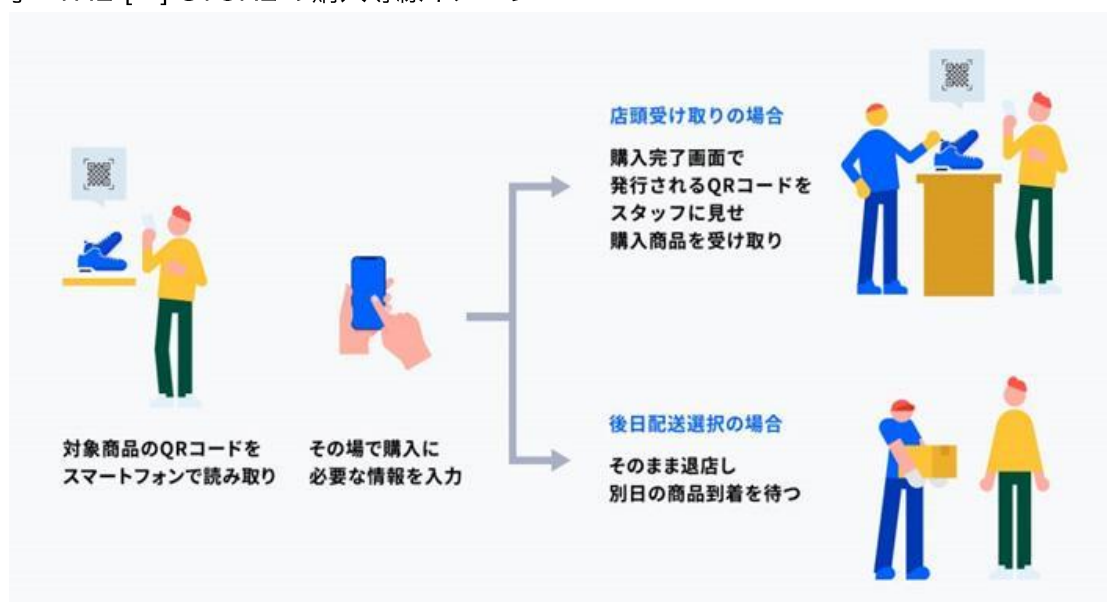 対象商品のQRコードを
スマートフォンで読み取り
その場で購入に
必要な情報を入力
店頭受け取りの場合
購入完了画面で
発行されるQRコードを
スタッフに見せ
購入商品を受け取り
後日配送選択の場合
そのまま退店し
別日の商品到着を待つ